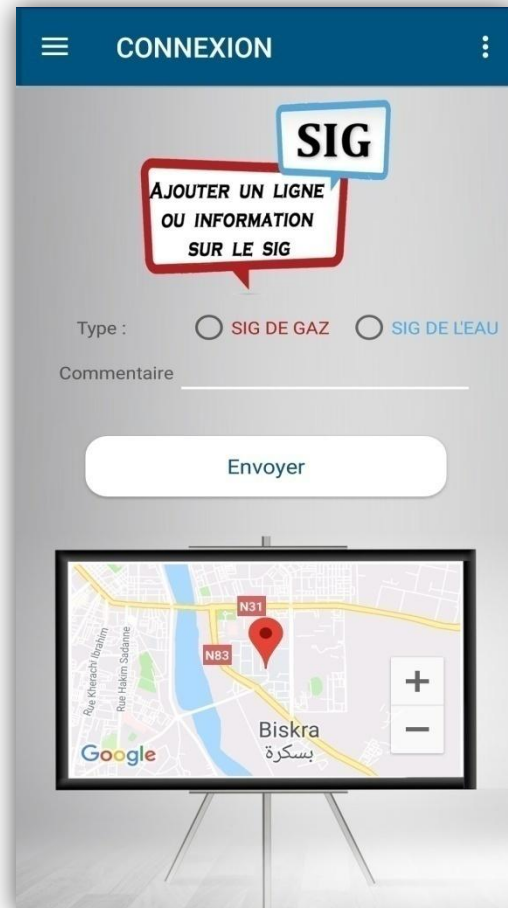 CONNEXION
SIG
AJOUTER UN LIGNE
OU INFORMATION
SUR LE SIG
Type :
SIG DE GAZ
SIG DE L'EAU
Commentaire
Envoyer
N31
N83
Rue Kherachi Ibrahim
Rue Hakim Sadanne
+
−
Biskra
بسكرة
Google